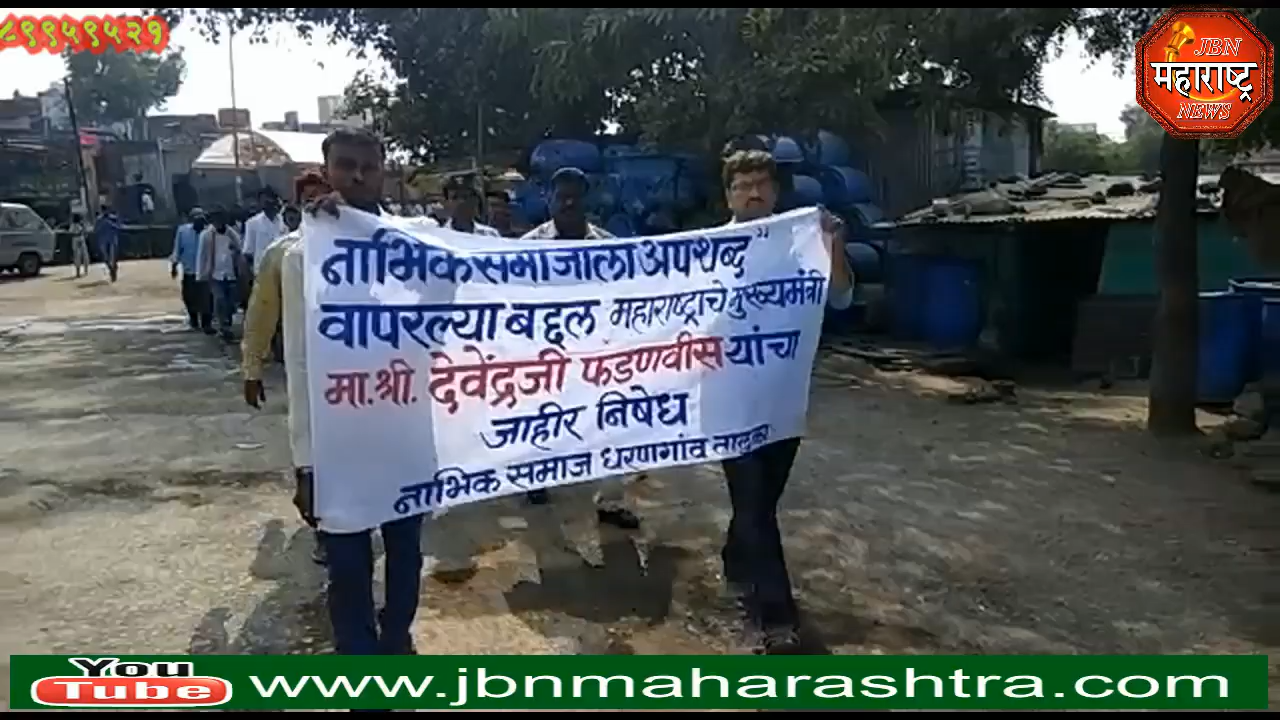 ८९९५९५२१
JBN
महाराष्ट्र
NEWS
नाभिक समाजाला अपशब्द"
वापरल्या बद्दल महाराष्ट्राचे मुख्यमंत्री
मा.श्री. देवेंद्रजी फडणवीस यांचा
जाहीर निषेध
नाभिक समाज धरणगांव तालुका
You
Tube
www.jbnmaharashtra.com